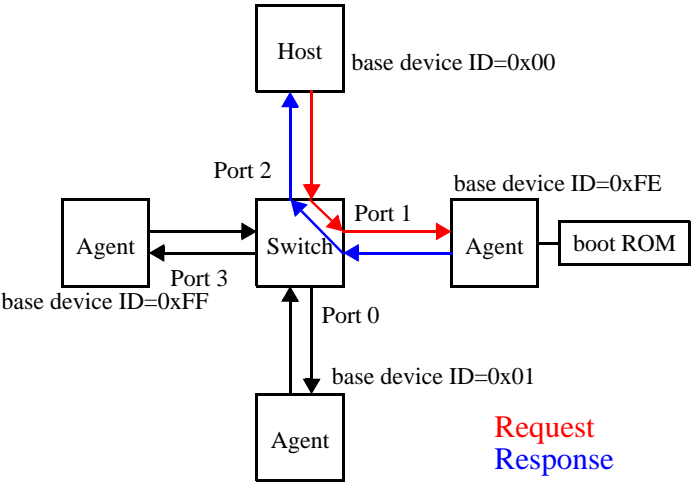 Host
base device ID=0x00
Port 2
base device ID=0xFE
Port 1
Agent
Switch
Agent
boot ROM
Port 3
base device ID=0xFF
Port 0
base device ID=0x01
Agent
Request
Response